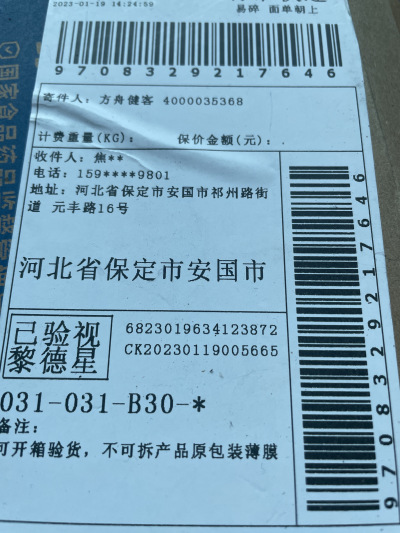 2023-01-19 14:24:59
易碎 面单朝上
9708329217646
寄件人: 方舟健客 4000035368
计费重量(KG): 保价金额(元): .
收件人: 焦**
电话: 159****9801
地址: 河北省保定市安国市祁州路街
道 元丰路16号
河北省保定市安国市
已验视
黎德星
6823019634123872
CK20230119005665
031-031-B30-*
备注:
可开箱验货, 不可拆产品原包装薄膜
9708329217646